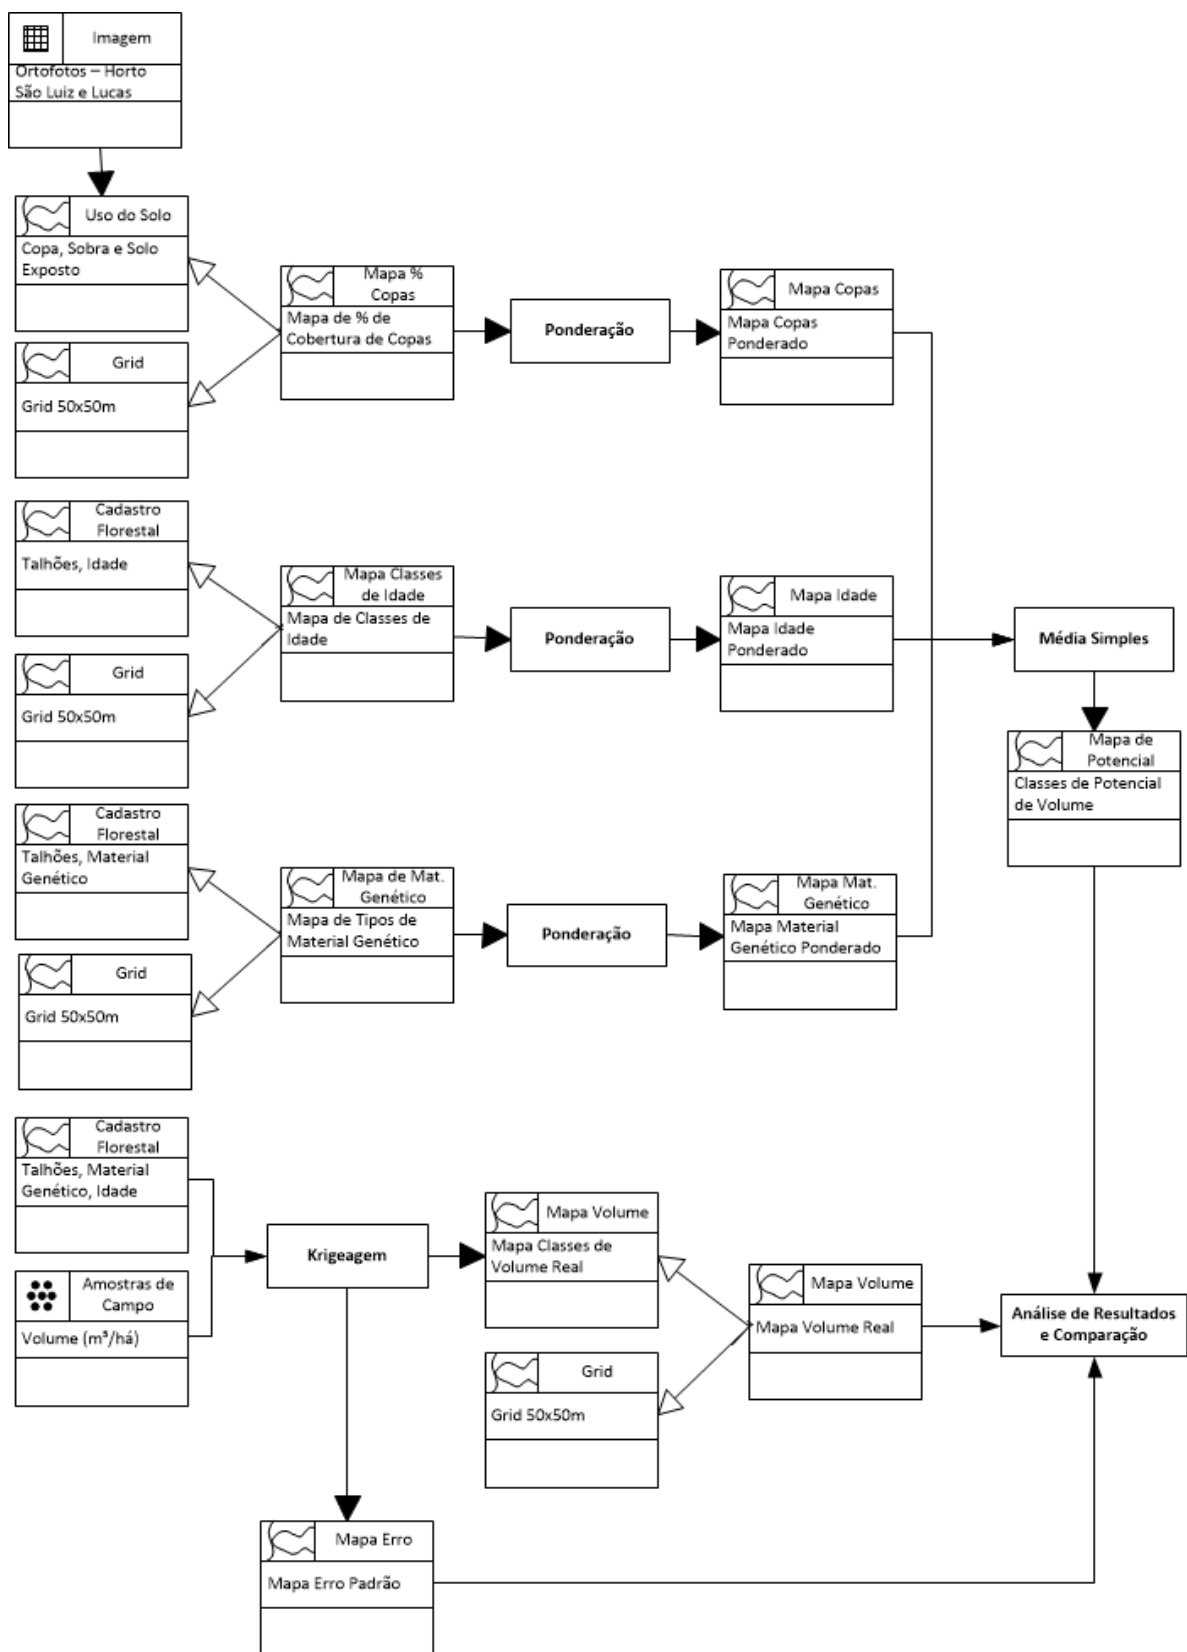 Imagem
Ortofotos – Horto
São Luiz e Lucas
Uso do Solo
Copa, Sobra e Solo
Exposto
Grid
Grid 50x50m
Mapa %
Copas
Mapa de % de
Cobertura de Copas
Ponderação
Mapa Copas
Mapa Copas
Ponderado
Cadastro
Florestal
Talhões, Idade
Grid
Grid 50x50m
Mapa Classes
de Idade
Mapa de Classes de
Idade
Ponderação
Mapa Idade
Mapa Idade
Ponderado
Média Simples
Mapa de
Potencial
Classes de Potencial
de Volume
Cadastro
Florestal
Talhões, Material
Genético
Grid
Grid 50x50m
Mapa de Mat.
Genético
Mapa de Tipos de
Material Genético
Ponderação
Mapa Mat.
Genético
Mapa Material
Genético Ponderado
Cadastro
Florestal
Talhões, Material
Genético, Idade
Amostras de
Campo
Volume (m³/há)
Krigeagem
Mapa Volume
Mapa Classes de
Volume Real
Grid
Grid 50x50m
Mapa Volume
Mapa Volume Real
Análise de Resultados
e Comparação
Mapa Erro
Mapa Erro Padrão